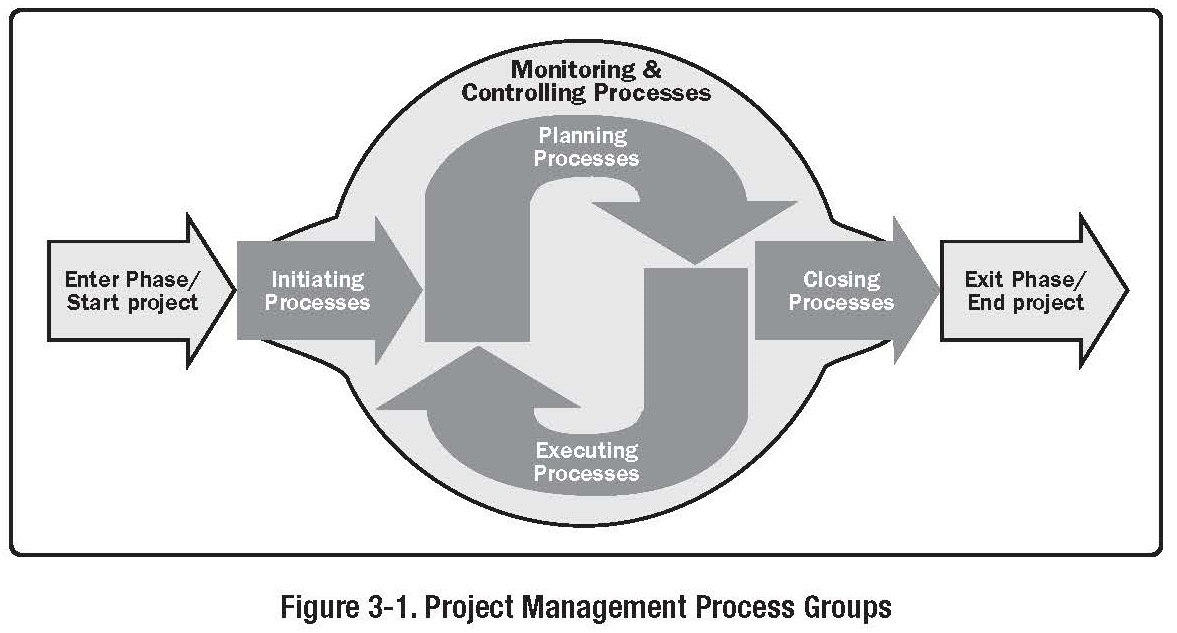 Monitoring &
Controlling Processes
Planning
Processes
Enter Phase/
Start project
Initiating
Processes
Closing
Processes
Exit Phase/
End project
Executing
Processes
Figure 3-1. Project Management Process Groups